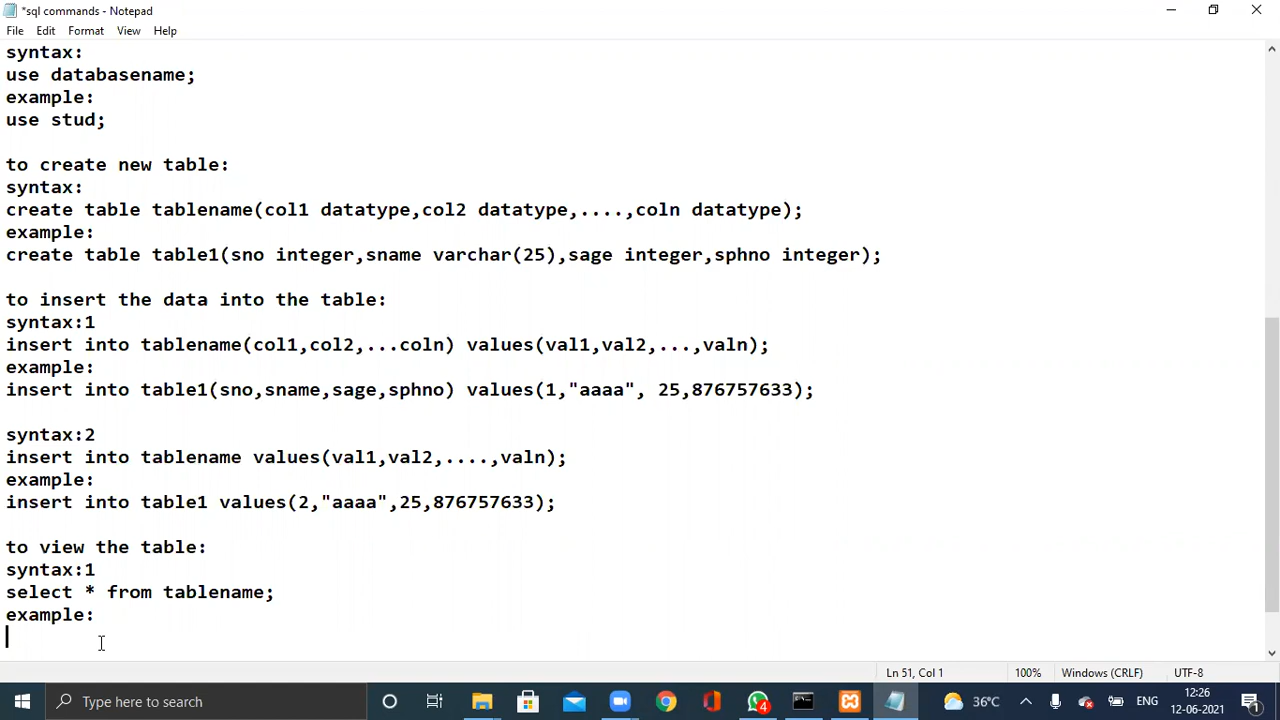 *sql commands - Notepad
File Edit Format View Help
syntax:
use databasename;
example:
use stud;
to create new table:
syntax:
create table tablename(col1 datatype,col2 datatype,....,coln datatype);
example:
create table table1(sno integer,sname varchar(25),sage integer,sphno integer);
to insert the data into the table:
syntax:1
insert into tablename(col1,col2,...coln) values(val1,val2,...,valn);
example:
insert into table1(sno,sname,sage,sphno) values(1,"aaaa", 25,876757633);
syntax:2
insert into tablename values(val1,val2,....,valn);
example:
insert into table1 values(2,"aaaa",25,876757633);
to view the table:
syntax:1
select * from tablename;
example:
Ln 51, Col 1 100% Windows (CRLF) UTF-8
Type here to search 4 36°C ENG 12:26
12-06-2021 1